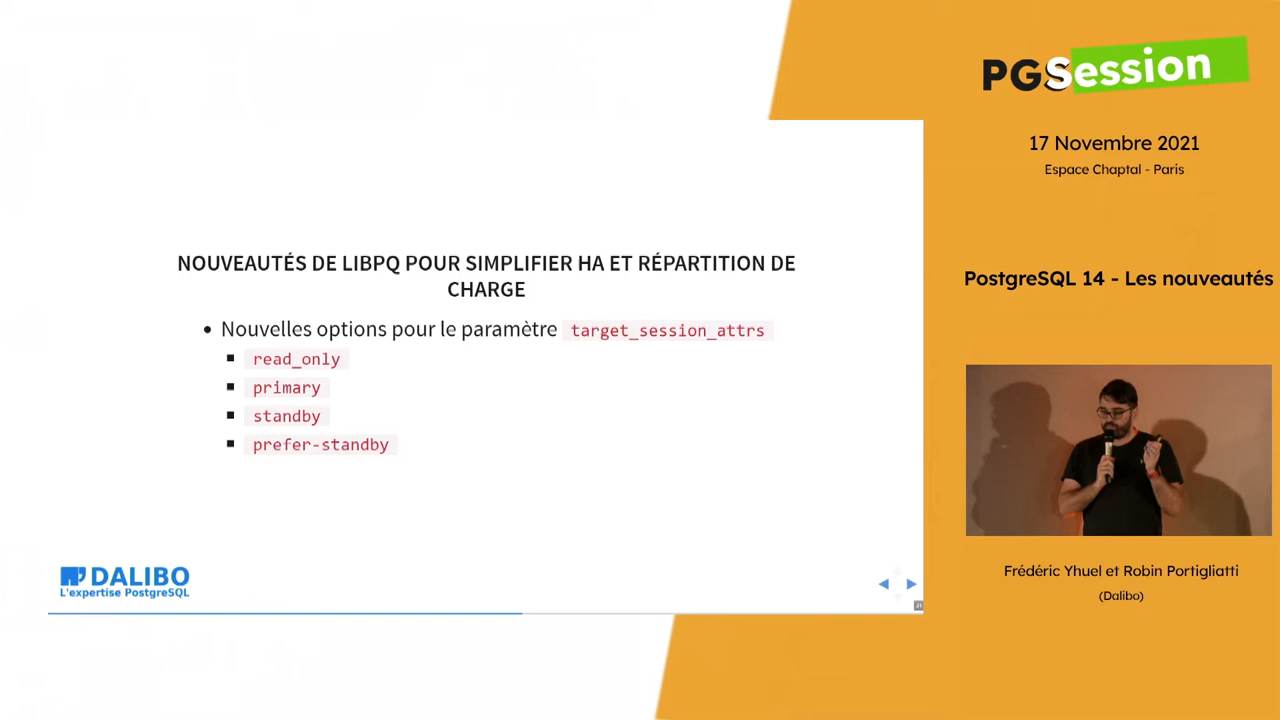 PGSession
17 Novembre 2021
Espace Chaptal - Paris
NOUVEAUTÉS DE LIBPQ POUR SIMPLIFIER HA ET RÉPARTITION DE
CHARGE
• Nouvelles options pour le paramètre target_session_attrs
▪ read_only
▪ primary
▪ standby
▪ prefer-standby
PostgreSQL 14 - Les nouveautés
DALIBO
L'expertise PostgreSQL
21
Frédéric Yhuel et Robin Portigliatti
(Dalibo)